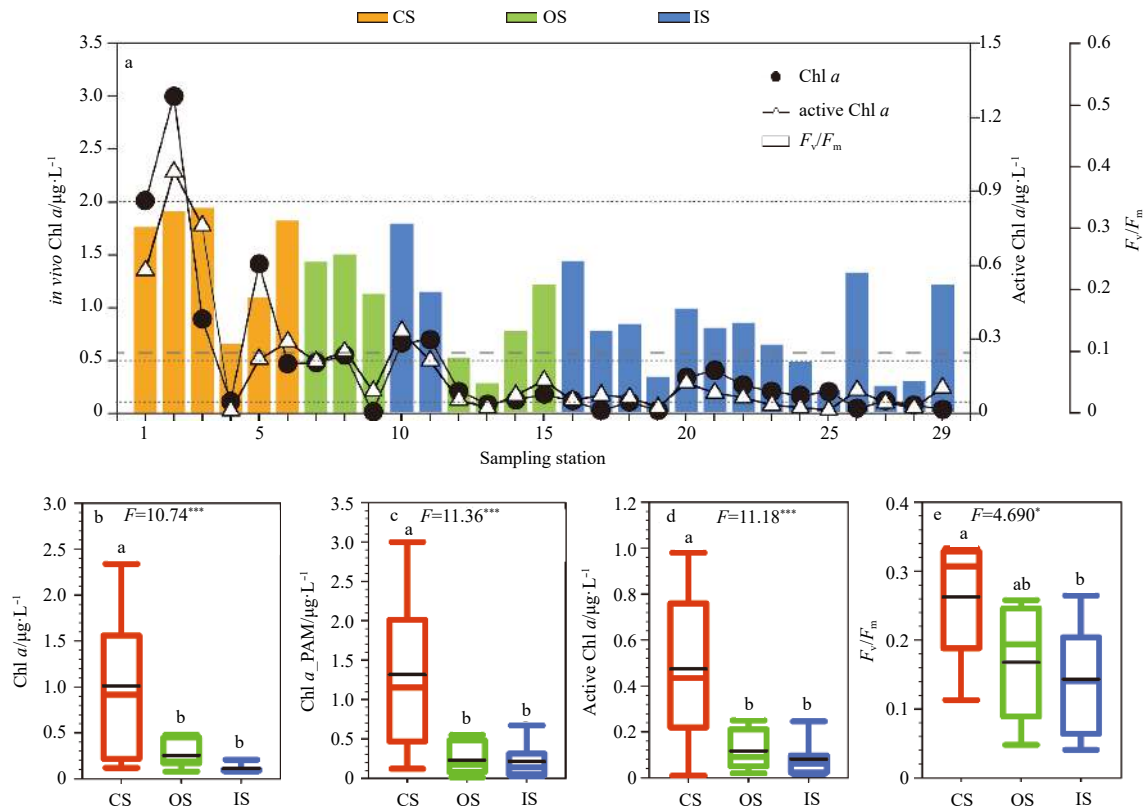 CS OS IS
a
Chl a
active Chl a
Fv/Fm
3.5
3.0
2.5
2.0
1.5
1.0
0.5
0
in vivo Chl a/μg·L⁻¹
1.5
1.2
0.9
0.6
0.3
0
Active Chl a/μg·L⁻¹
0.6
0.5
0.4
0.3
0.2
0.1
0
Fv/Fm
1 5 10 15 20 25 29
Sampling station
b
F=10.74***
3.0
2.5
2.0
1.5
1.0
0.5
0
Chl a/μg·L⁻¹
a
b
b
CS OS IS
c
F=11.36***
3.5
3.0
2.5
2.0
1.5
1.0
0.5
0
Chl a_PAM/μg·L⁻¹
a
b
b
CS OS IS
d
F=11.18***
1.2
1.0
0.8
0.6
0.4
0.2
0
Active Chl a/μg·L⁻¹
a
b
b
CS OS IS
e
F=4.690*
0.4
0.3
0.2
0.1
0
Fv/Fm
a
ab
b
CS OS IS